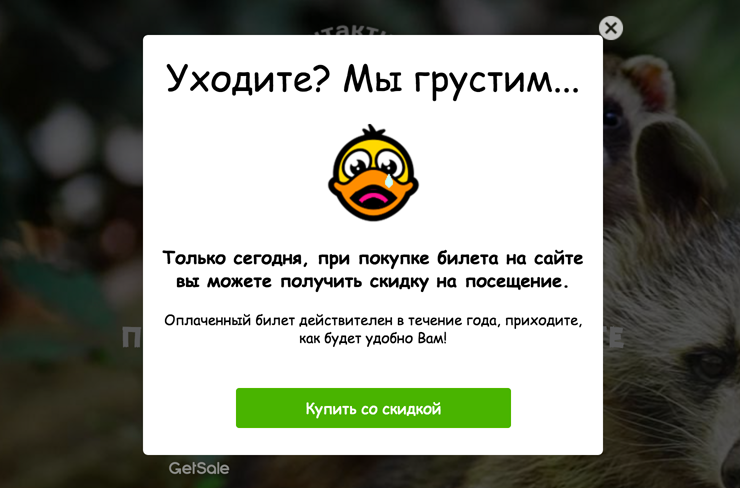 Уходите? Мы грустим...
Только сегодня, при покупке билета на сайте
вы можете получить скидку на посещение.
Оплаченный билет действителен в течение года, приходите,
как будет удобно Вам!
Купить со скидкой
GetSale